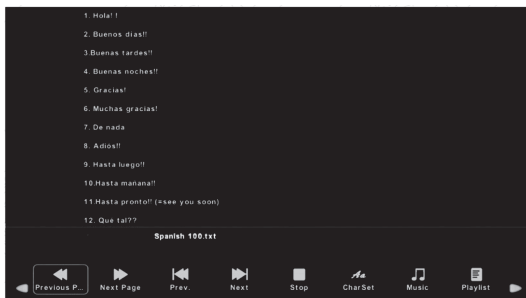 1. Hola! !
2. Buenos días!!
3.Buenas tardes!!
4. Buenas noches!!
5. Gracias!
6. Muchas gracias!
7. De nada
8. Adiós!!
9. Hasta luego!!
10.Hasta mañana!!
11.Hasta pronto!! (=see you soon)
12. Qué tal??
Spanish 100.txt
Previous P... Next Page Prev. Next Stop CharSet Music Playlist